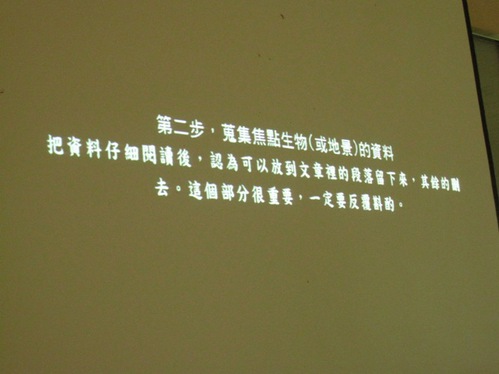 第二步，蒐集焦點生物(或地景)的資料
把資料仔細閱讀後，認為可以放到文章裡的段落留下來，其餘的刪
去。這個部分很重要，一定要反覆斟的。